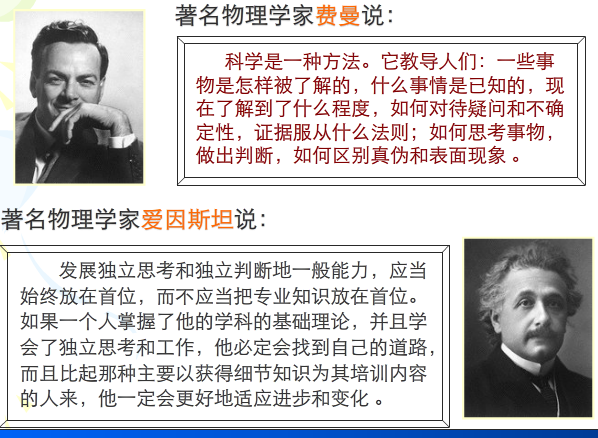 著名物理学家费曼说：
科学是一种方法。它教导人们：一些事
物是怎样被了解的，什么事情是已知的，现
在了解到了什么程度，如何对待疑问和不确
定性，证据服从什么法则；如何思考事物，
做出判断，如何区别真伪和表面现象 。
著名物理学家爱因斯坦说：
发展独立思考和独立判断地一般能力，应当
始终放在首位，而不应当把专业知识放在首位。
如果一个人掌握了他的学科的基础理论，并且学
会了独立思考和工作，他必定会找到自己的道路，
而且比起那种主要以获得细节知识为其培训内容
的人来，他一定会更好地适应进步和变化 。